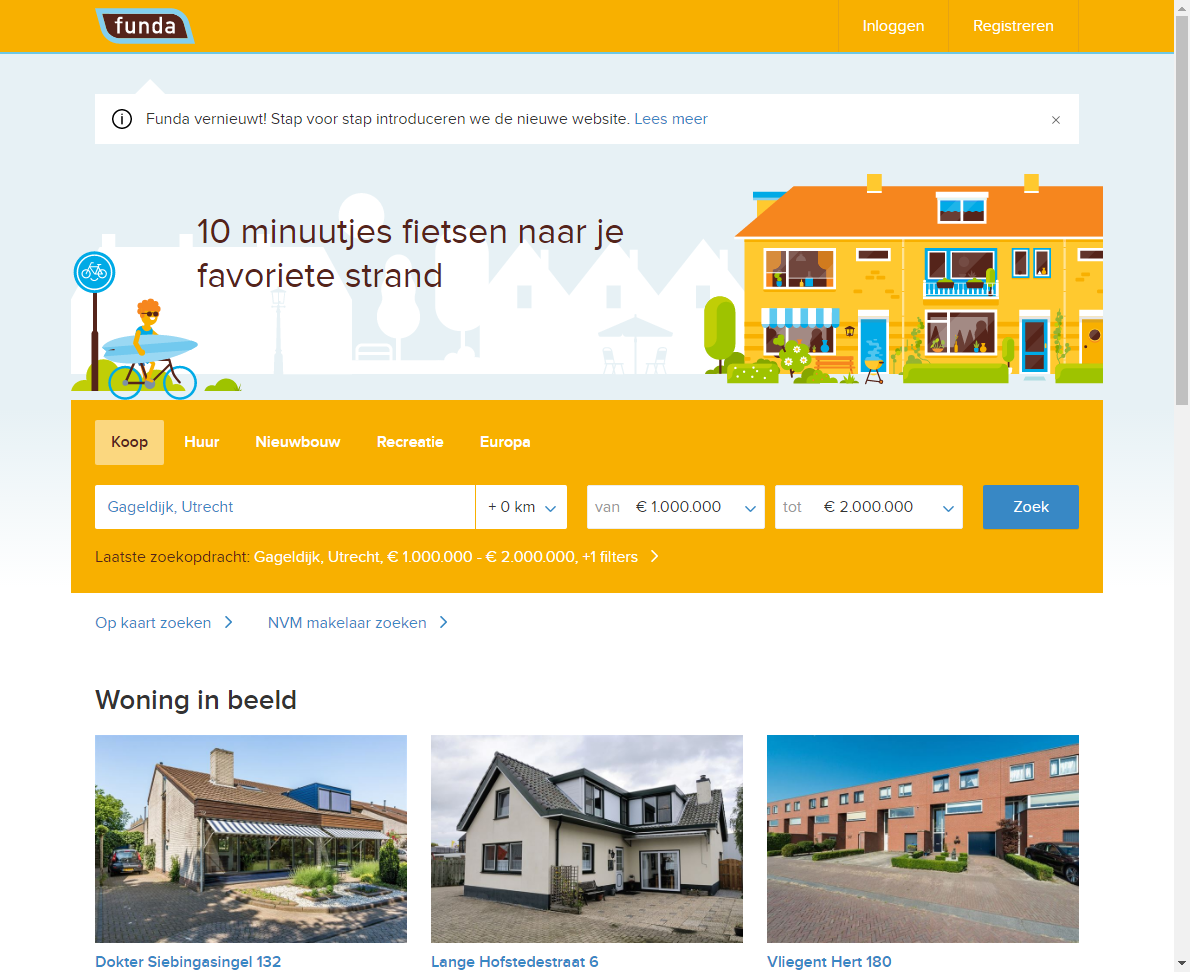 funda
Inloggen
Registreren
Funda vernieuwt! Stap voor stap introduceren we de nieuwe website. Lees meer
10 minuutjes fietsen naar je
favoriete strand
Koop
Huur
Nieuwbouw
Recreatie
Europa
Gageldijk, Utrecht
+ 0 km
van € 1.000.000
tot € 2.000.000
Zoek
Laatste zoekopdracht: Gageldijk, Utrecht, € 1.000.000 - € 2.000.000, +1 filters
Op kaart zoeken
NVM makelaar zoeken
Woning in beeld
Dokter Siebingasingel 132
Lange Hofstedestraat 6
Vliegent Hert 180